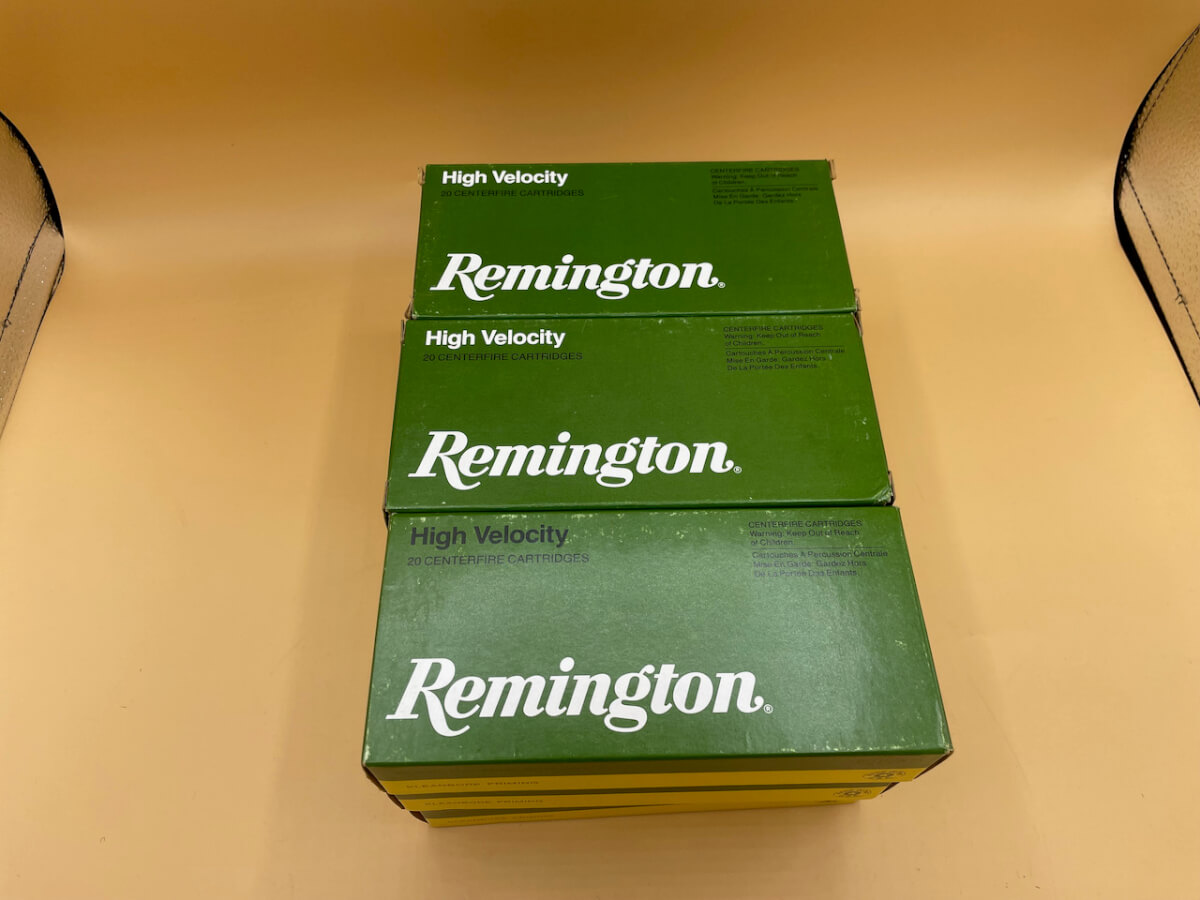 High Velocity
20 CENTERFIRE CARTRIDGES
CENTERFIRE CARTRIDGES
Warning: Keep Out of Reach
of Children.
Cartouches À Percussion Centrale
Mise En Garde: Gardez Hors
De La Portée Des Enfants.
Remington®
High Velocity
20 CENTERFIRE CARTRIDGES
CENTERFIRE CARTRIDGES
Warning: Keep Out of Reach
of Children.
Cartouches À Percussion Centrale
Mise En Garde: Gardez Hors
De La Portée Des Enfants.
Remington®
High Velocity
20 CENTERFIRE CARTRIDGES
CENTERFIRE CARTRIDGES
Warning: Keep Out of Reach
of Children.
Cartouches À Percussion Centrale
Mise En Garde: Gardez Hors
De La Portée Des Enfants.
Remington®
KLEANBORE PRIMING
KLEANBORE PRIMING